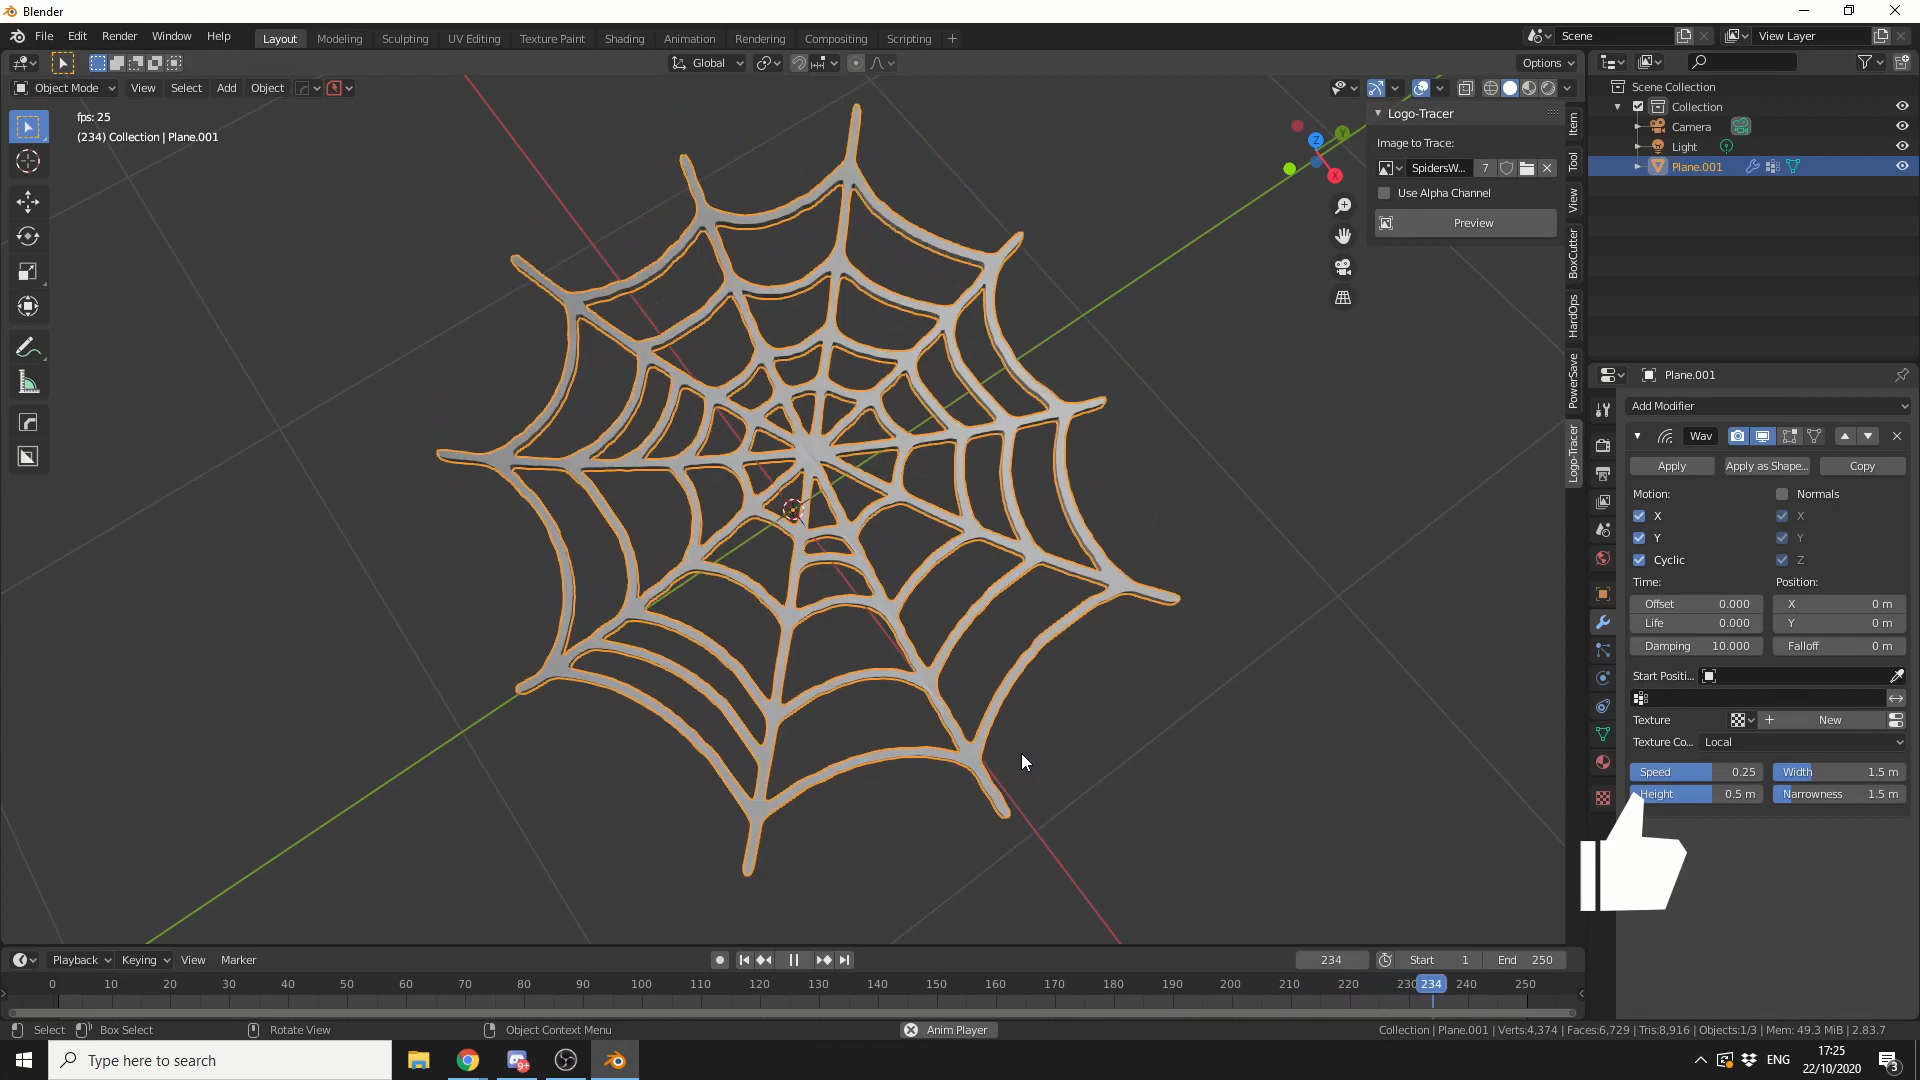 Blender
File Edit Render Window Help
Layout Modeling Sculpting UV Editing Texture Paint Shading Animation Rendering Compositing Scripting +
Scene
View Layer
Global
Options
Object Mode View Select Add Object
fps: 25
(234) Collection | Plane.001
Logo-Tracer
Image to Trace:
SpidersW... 7
Use Alpha Channel
Preview
Z
Y
X
Item
Tool
View
BoxCutter
HardOps
PowerSave
Logo-Tracer
Scene Collection
Collection
Camera
Light
Plane.001
Plane.001
Add Modifier
Wav
Apply Apply as Shape... Copy
Motion: Normals
X X
Y Y
Cyclic Z
Time: Position:
Offset 0.000 X 0 m
Life 0.000 Y 0 m
Damping 10.000 Falloff 0 m
Start Positi...
Texture New
Texture Co... Local
Speed 0.25 Width 1.5 m
Height 0.5 m Narrowness 1.5 m
Playback Keying View Marker
234 Start 1 End 250
0 10 20 30 40 50 60 70 80 90 100 110 120 130 140 150 160 170 180 190 200 210 220 230 234 240 250
Select Box Select Rotate View Object Context Menu
Anim Player
Collection | Plane.001 | Verts:4,374 | Faces:6,729 | Tris:8,916 | Objects:1/3 | Mem: 49.3 MiB | 2.83.7
Type here to search
9+
ENG
17:25
22/10/2020
3